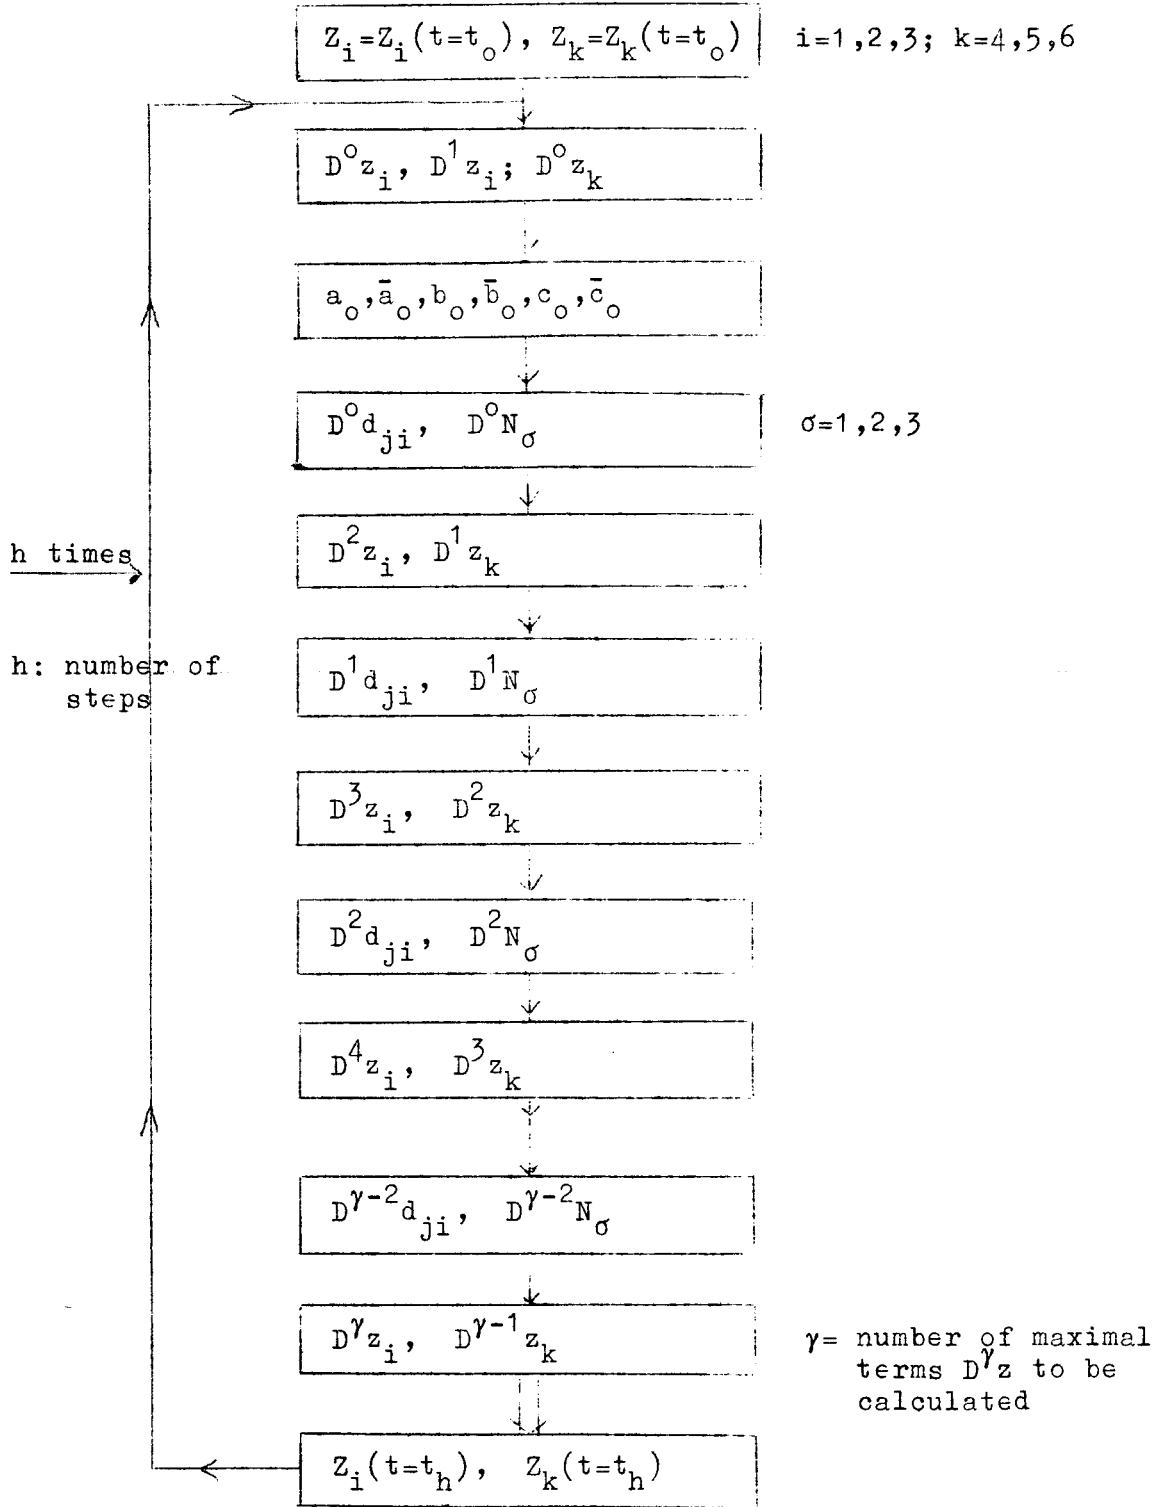 Z_i=Z_i(t=t_o), Z_k=Z_k(t=t_o) i=1,2,3; k=4,5,6
D^o z_i, D^1 z_i; D^o z_k
a_o, a̅_o, b_o, b̅_o, c_o, c̅_o
D^o d_ji, D^o N_σ σ=1,2,3
D^2 z_i, D^1 z_k
h times
h: number of
steps
D^1 d_ji, D^1 N_σ
D^3 z_i, D^2 z_k
D^2 d_ji, D^2 N_σ
D^4 z_i, D^3 z_k
D^γ-2 d_ji, D^γ-2 N_σ
D^γ z_i, D^γ-1 z_k
γ= number of maximal
terms D^γ z to be
calculated
Z_i(t=t_h), Z_k(t=t_h)